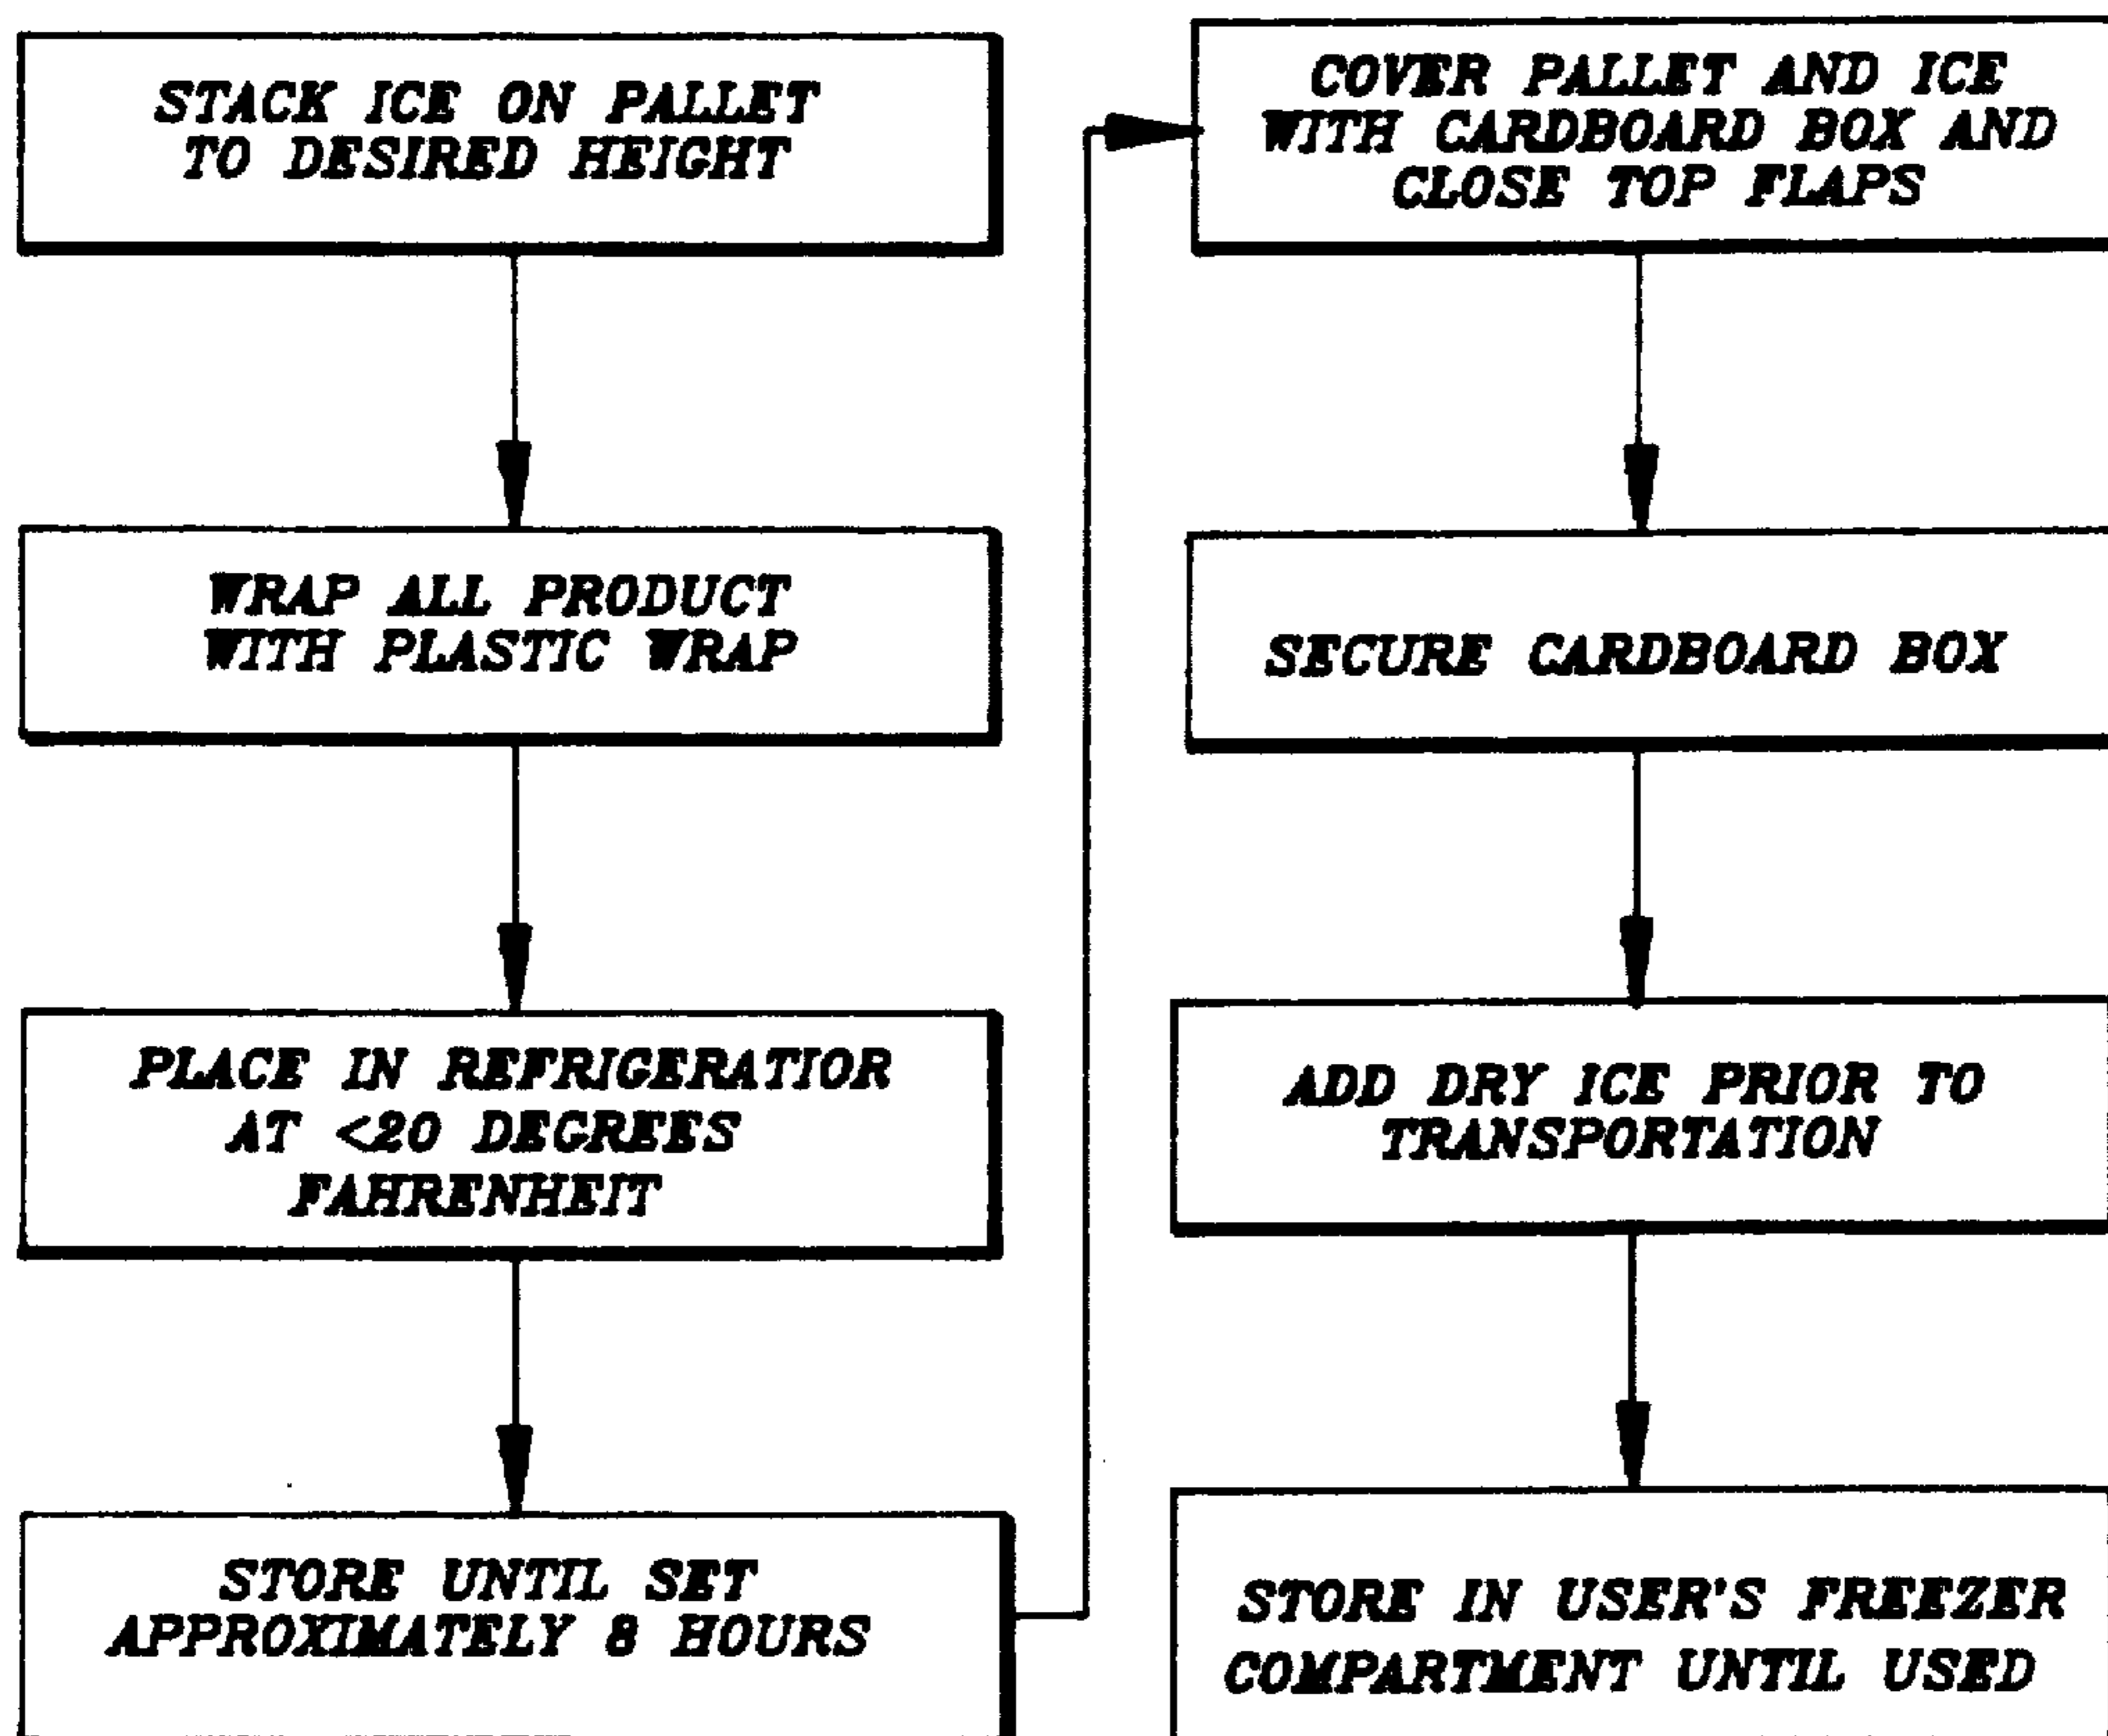 STACK ICE ON PALLET
TO DESIRED HEIGHT
WRAP ALL PRODUCT
WITH PLASTIC WRAP
PLACE IN REFRIGERATIOR
AT <20 DEGREES
FAHRENHEIT
STORE UNTIL SET
APPROXIMATELY 8 HOURS
COVER PALLET AND ICE
WITH CARDBOARD BOX AND
CLOSE TOP FLAPS
SECURE CARDBOARD BOX
ADD DRY ICE PRIOR TO
TRANSPORTATION
STORE IN USER'S FREEZER
COMPARTMENT UNTIL USED